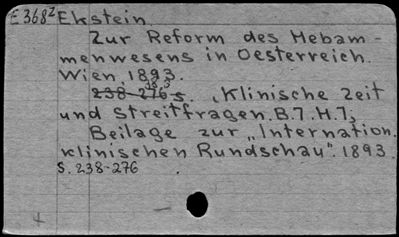 E3682 Ekstein
Zur Reform des Hebam-
menwesens in Oesterreich.
Wien, 1893.
238-276 s. „Klinische Zeit
und Streitfragen. B.7. H.7,
Beilage zur „Internation.
klinischen Rundschau". 1893.
S. 238-276